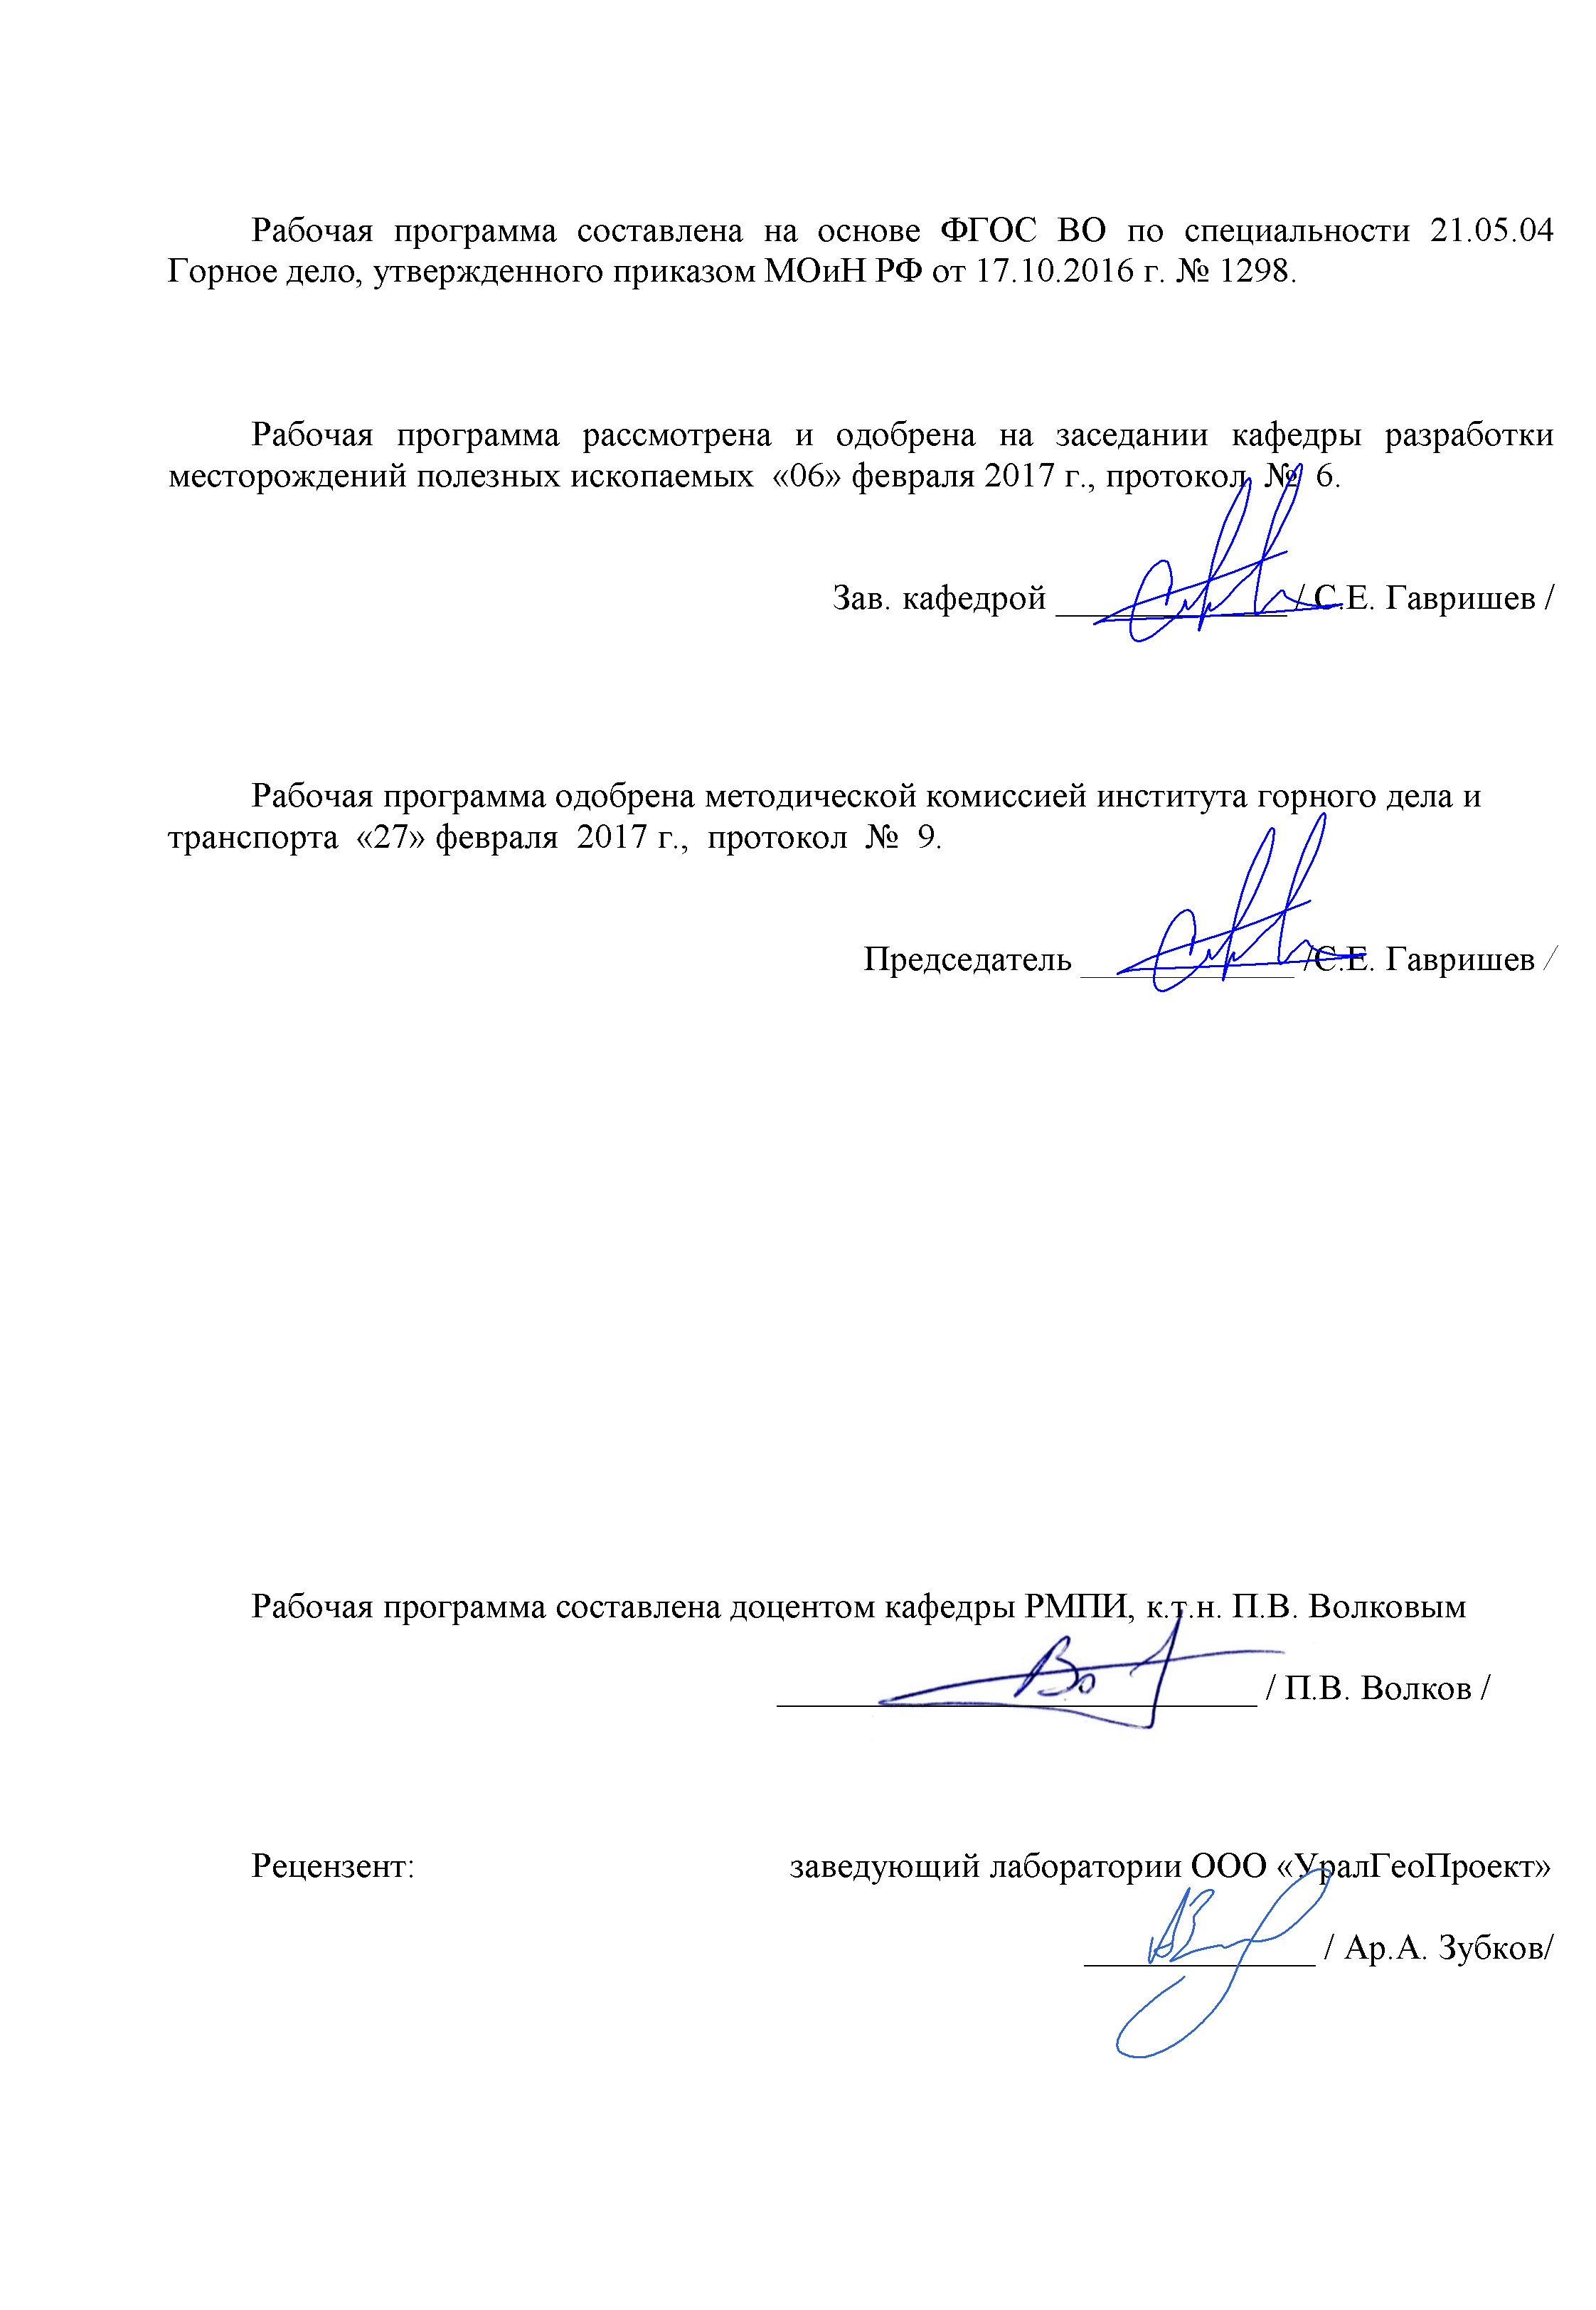 Рабочая программа составлена на основе ФГОС ВО по специальности 21.05.04
Горное дело, утвержденного приказом МОиН РФ от 17.10.2016 г. № 1298.
Рабочая программа рассмотрена и одобрена на заседании кафедры разработки
месторождений полезных ископаемых «06» февраля 2017 г., протокол № 6.
Зав. кафедрой _____________ / С.Е. Гавришев /
Рабочая программа одобрена методической комиссией института горного дела и
транспорта «27» февраля 2017 г., протокол № 9.
Председатель ____________ /С.Е. Гавришев /
Рабочая программа составлена доцентом кафедры РМПИ, к.т.н. П.В. Волковым
___________________________ / П.В. Волков /
Рецензент: заведующий лаборатории ООО «УралГеоПроект»
_____________ / Ар.А. Зубков/